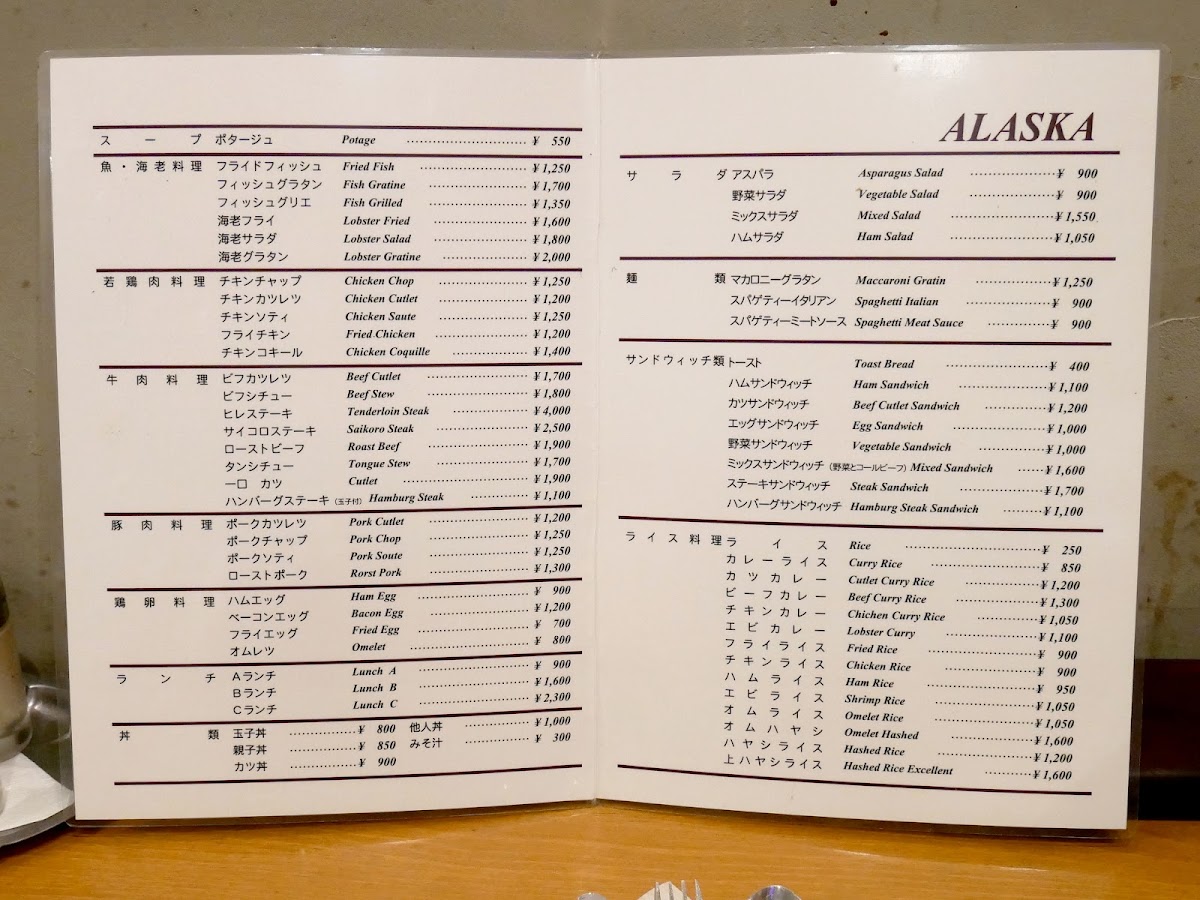 スープ ポタージュ Potage ¥ 550
魚・海老料理 フライドフィッシュ Fried Fish ¥1,250
フィッシュグラタン Fish Gratine ¥1,700
フィッシュグリエ Fish Grilled ¥1,350
海老フライ Lobster Fried ¥1,600
海老サラダ Lobster Salad ¥1,800
海老グラタン Lobster Gratine ¥2,000
若鶏肉料理 チキンチャップ Chicken Chop ¥1,250
チキンカツレツ Chicken Cutlet ¥1,200
チキンソティ Chicken Saute ¥1,250
フライチキン Fried Chicken ¥1,200
チキンコキール Chicken Coquille ¥1,400
牛肉料理 ビフカツレツ Beef Cutlet ¥1,700
ビフシチュー Beef Stew ¥1,800
ヒレステーキ Tenderloin Steak ¥4,000
サイコロステーキ Saikoro Steak ¥2,500
ローストビーフ Roast Beef ¥1,900
タンシチュー Tongue Stew ¥1,700
一口 カツ Cutlet ¥1,900
ハンバーグステーキ(玉子付) Hamburg Steak ¥1,100
豚肉料理 ポークカツレツ Pork Cutlet ¥1,200
ポークチャップ Pork Chop ¥1,250
ポークソティ Pork Soute ¥1,250
ローストポーク Rorst Pork ¥1,300
鶏卵料理 ハムエッグ Ham Egg ¥ 900
ベーコンエッグ Bacon Egg ¥1,200
フライエッグ Fried Egg ¥ 700
オムレツ Omelet ¥ 800
ランチ Aランチ Lunch A ¥ 900
Bランチ Lunch B ¥1,600
Cランチ Lunch C ¥2,300
丼類 玉子丼 ¥ 800 他人丼 ¥1,000
親子丼 ¥ 850 みそ汁 ¥ 300
カツ丼 ¥ 900
ALASKA
サラダ アスパラ Asparagus Salad ¥ 900
野菜サラダ Vegetable Salad ¥ 900
ミックスサラダ Mixed Salad ¥1,550
ハムサラダ Ham Salad ¥1,050
麺類 マカロニーグラタン Maccaroni Gratin ¥1,250
スパゲティーイタリアン Spaghetti Italian ¥ 900
スパゲティーミートソース Spaghetti Meat Sauce ¥ 900
サンドウィッチ類 トースト Toast Bread ¥ 400
ハムサンドウィッチ Ham Sandwich ¥1,100
カツサンドウィッチ Beef Cutlet Sandwich ¥1,200
エッグサンドウィッチ Egg Sandwich ¥1,000
野菜サンドウィッチ Vegetable Sandwich ¥1,000
ミックスサンドウィッチ(野菜とコールビーフ) Mixed Sandwich ¥1,600
ステーキサンドウィッチ Steak Sandwich ¥1,700
ハンバーグサンドウィッチ Hamburg Steak Sandwich ¥1,100
ライス料理 ライス Rice ¥ 250
カレーライス Curry Rice ¥ 850
カツカレー Cutlet Curry Rice ¥1,200
ビーフカレー Beef Curry Rice ¥1,300
チキンカレー Chichen Curry Rice ¥1,050
エビカレー Lobster Curry ¥1,100
フライライス Fried Rice ¥ 900
チキンライス Chicken Rice ¥ 900
ハムライス Ham Rice ¥ 950
エビライス Shrimp Rice ¥1,050
オムライス Omelet Rice ¥1,050
オムハヤシ Omelet Hashed ¥1,600
ハヤシライス Hashed Rice ¥1,200
上ハヤシライス Hashed Rice Excellent ¥1,600